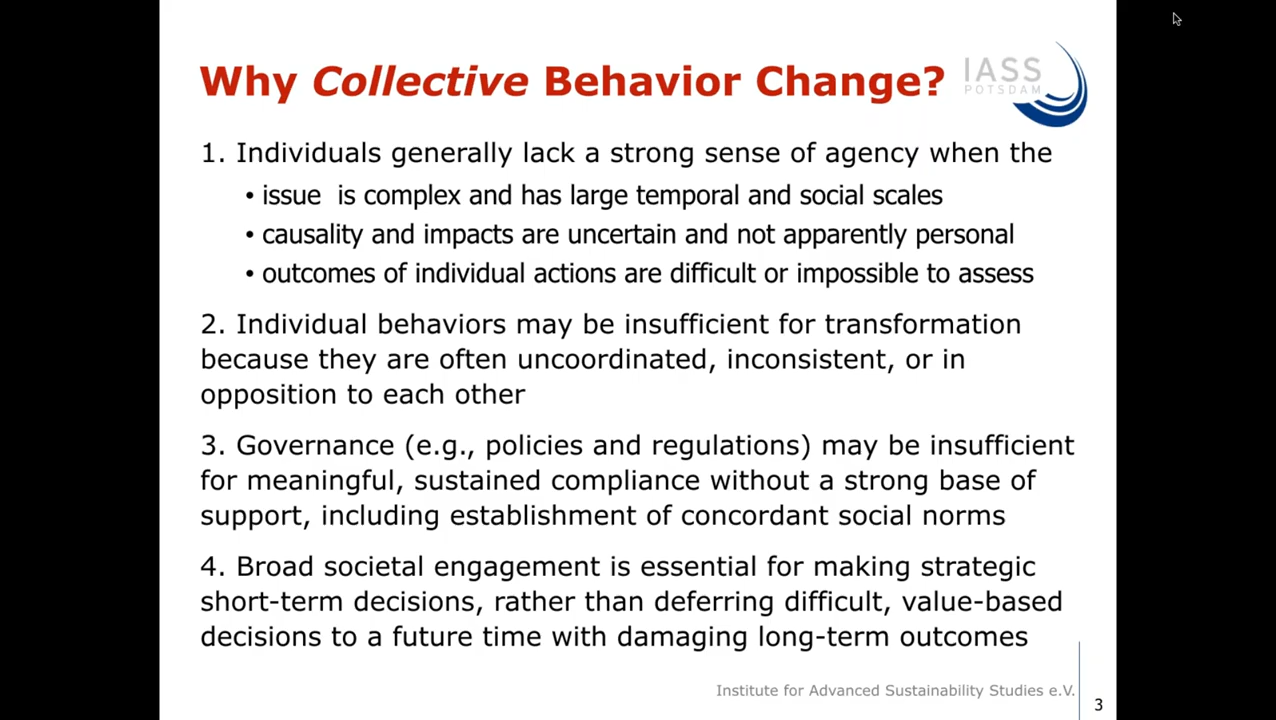 Why Collective Behavior Change?
IASS
POTSDAM
1. Individuals generally lack a strong sense of agency when the
• issue is complex and has large temporal and social scales
• causality and impacts are uncertain and not apparently personal
• outcomes of individual actions are difficult or impossible to assess
2. Individual behaviors may be insufficient for transformation
because they are often uncoordinated, inconsistent, or in
opposition to each other
3. Governance (e.g., policies and regulations) may be insufficient
for meaningful, sustained compliance without a strong base of
support, including establishment of concordant social norms
4. Broad societal engagement is essential for making strategic
short-term decisions, rather than deferring difficult, value-based
decisions to a future time with damaging long-term outcomes
Institute for Advanced Sustainability Studies e.V.
3